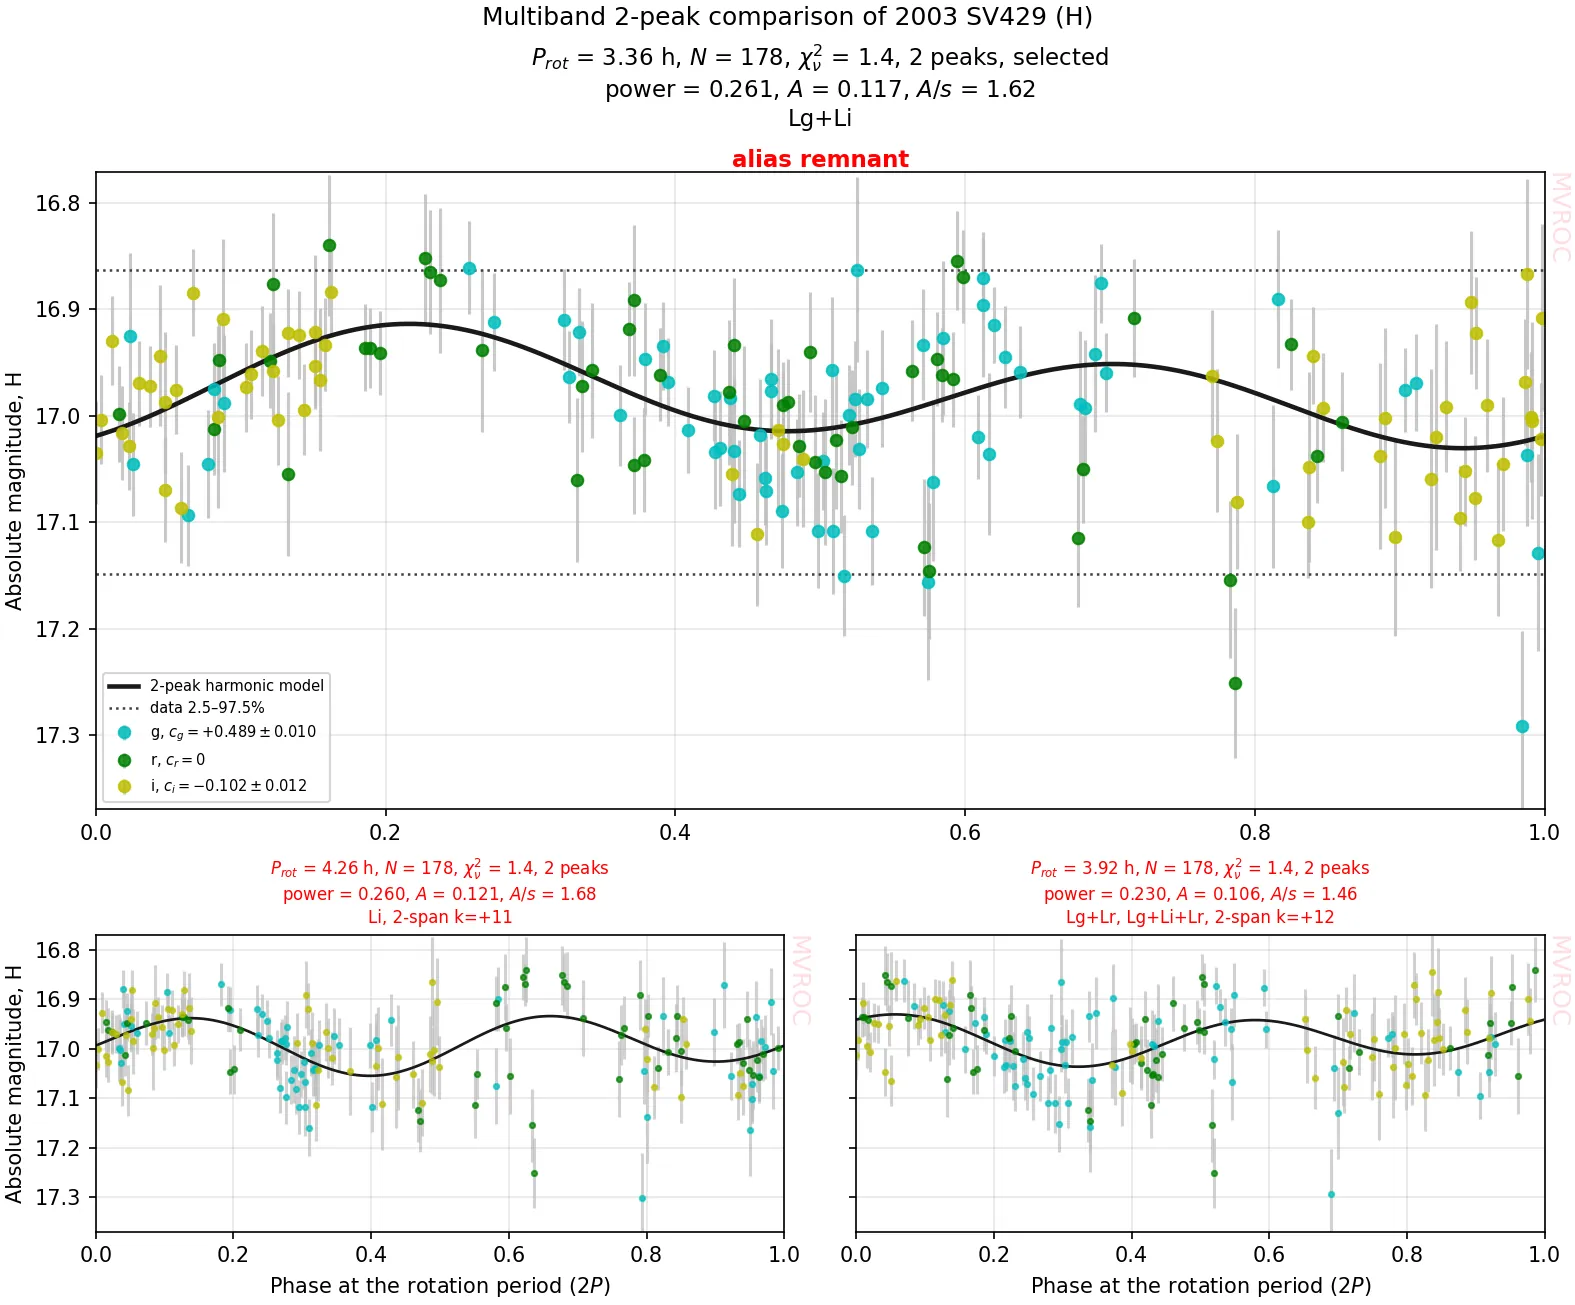 Multiband 2-peak comparison of 2003 SV429 (H)
P_rot = 3.36 h, N = 178, χ²_ν = 1.4, 2 peaks, selected
power = 0.261, A = 0.117, A/s = 1.62
Lg+Li
alias remnant
MVROC
Absolute magnitude, H
16.8
16.9
17.0
17.1
17.2
17.3
2-peak harmonic model
data 2.5–97.5%
g, c_g = +0.489 ± 0.010
r, c_r = 0
i, c_i = −0.102 ± 0.012
0.0 0.2 0.4 0.6 0.8 1.0
P_rot = 4.26 h, N = 178, χ²_ν = 1.4, 2 peaks
power = 0.260, A = 0.121, A/s = 1.68
Li, 2-span k=+11
MVROC
Absolute magnitude, H
16.8
16.9
17.0
17.1
17.2
17.3
0.0 0.2 0.4 0.6 0.8 1.0
Phase at the rotation period (2P)
P_rot = 3.92 h, N = 178, χ²_ν = 1.4, 2 peaks
power = 0.230, A = 0.106, A/s = 1.46
Lg+Lr, Lg+Li+Lr, 2-span k=+12
MVROC
0.0 0.2 0.4 0.6 0.8 1.0
Phase at the rotation period (2P)